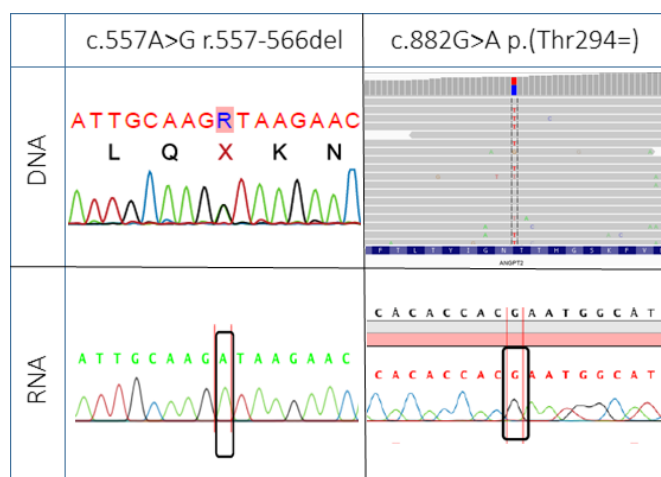 c.557A>G r.557-566del
c.882G>A p.(Thr294=)
DNA
ATTGCAAGRTAAGAAC
L Q X K N
T L T Y I G N T T H G S K P V
ANGPT2
RNA
ATTGCAAGATAAGAAC
CACACCACGAATGGCAT
CACACCACGAATGGCAT